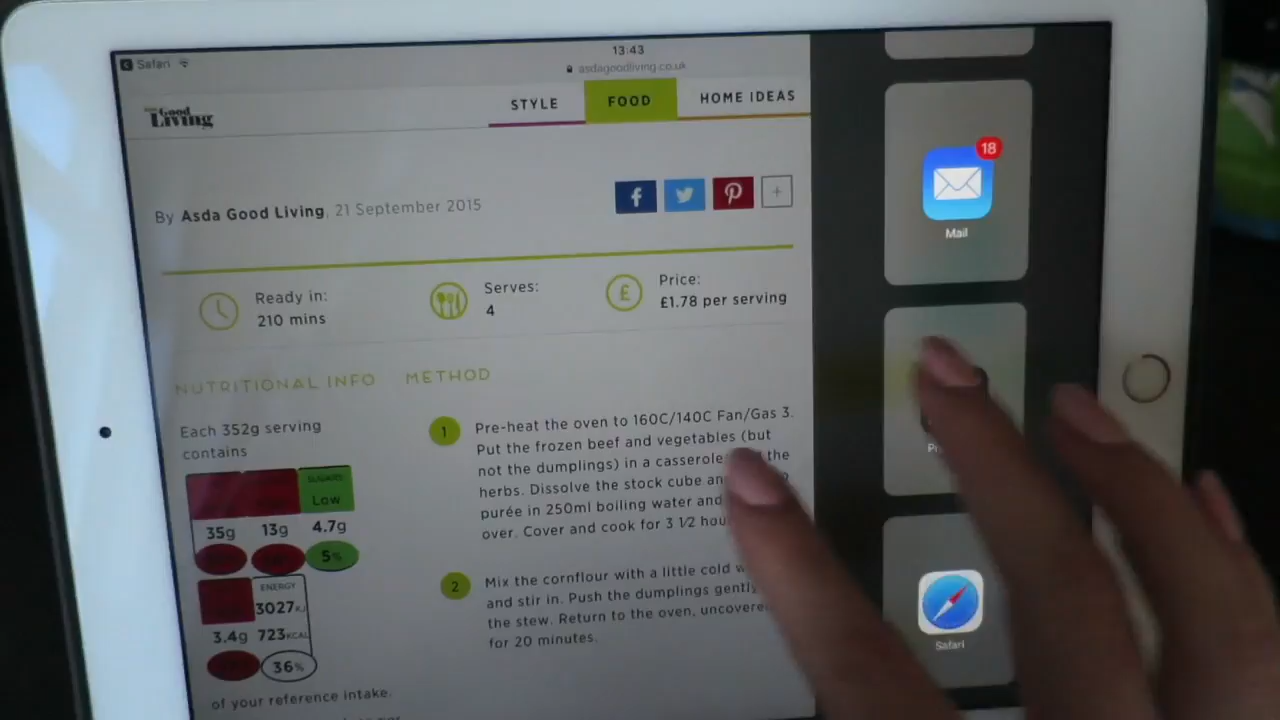 Safari
13:43
asdagoodliving.co.uk
Good
Living
STYLE
FOOD
HOME IDEAS
By Asda Good Living, 21 September 2015
Ready in:
210 mins
Serves:
4
£
Price:
£1.78 per serving
NUTRITIONAL INFO
Each 352g serving
contains
SUGARS
Low
35g 13g 4.7g
5%
ENERGY
3027KJ
3.4g 723KCAL
36%
of your reference intake.
METHOD
1
Pre-heat the oven to 160C/140C Fan/Gas 3.
Put the frozen beef and vegetables (but
not the dumplings) in a casserole the
herbs. Dissolve the stock cube
purée in 250ml boiling water
over. Cover and cook for 3 1/2
2
Mix the cornflour with a little cold
and stir in. Push the dumplings gently
the stew. Return to the oven, uncovered
for 20 minutes.
18
Mail
Safari